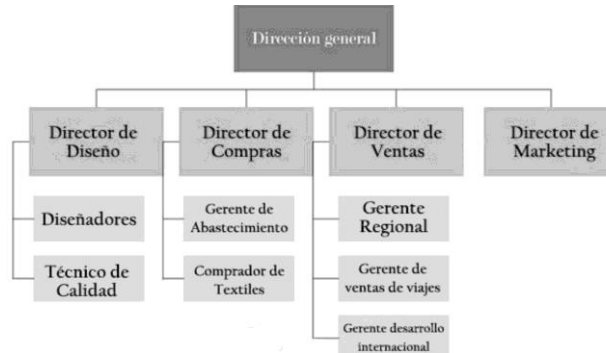 Dirección general
Director de
Diseño
Director de
Compras
Director de
Ventas
Director de
Marketing
Diseñadores
Técnico de
Calidad
Gerente de
Abastecimiento
Comprador de
Textiles
Gerente
Regional
Gerente de
ventas de viajes
Gerente desarrollo
internacional